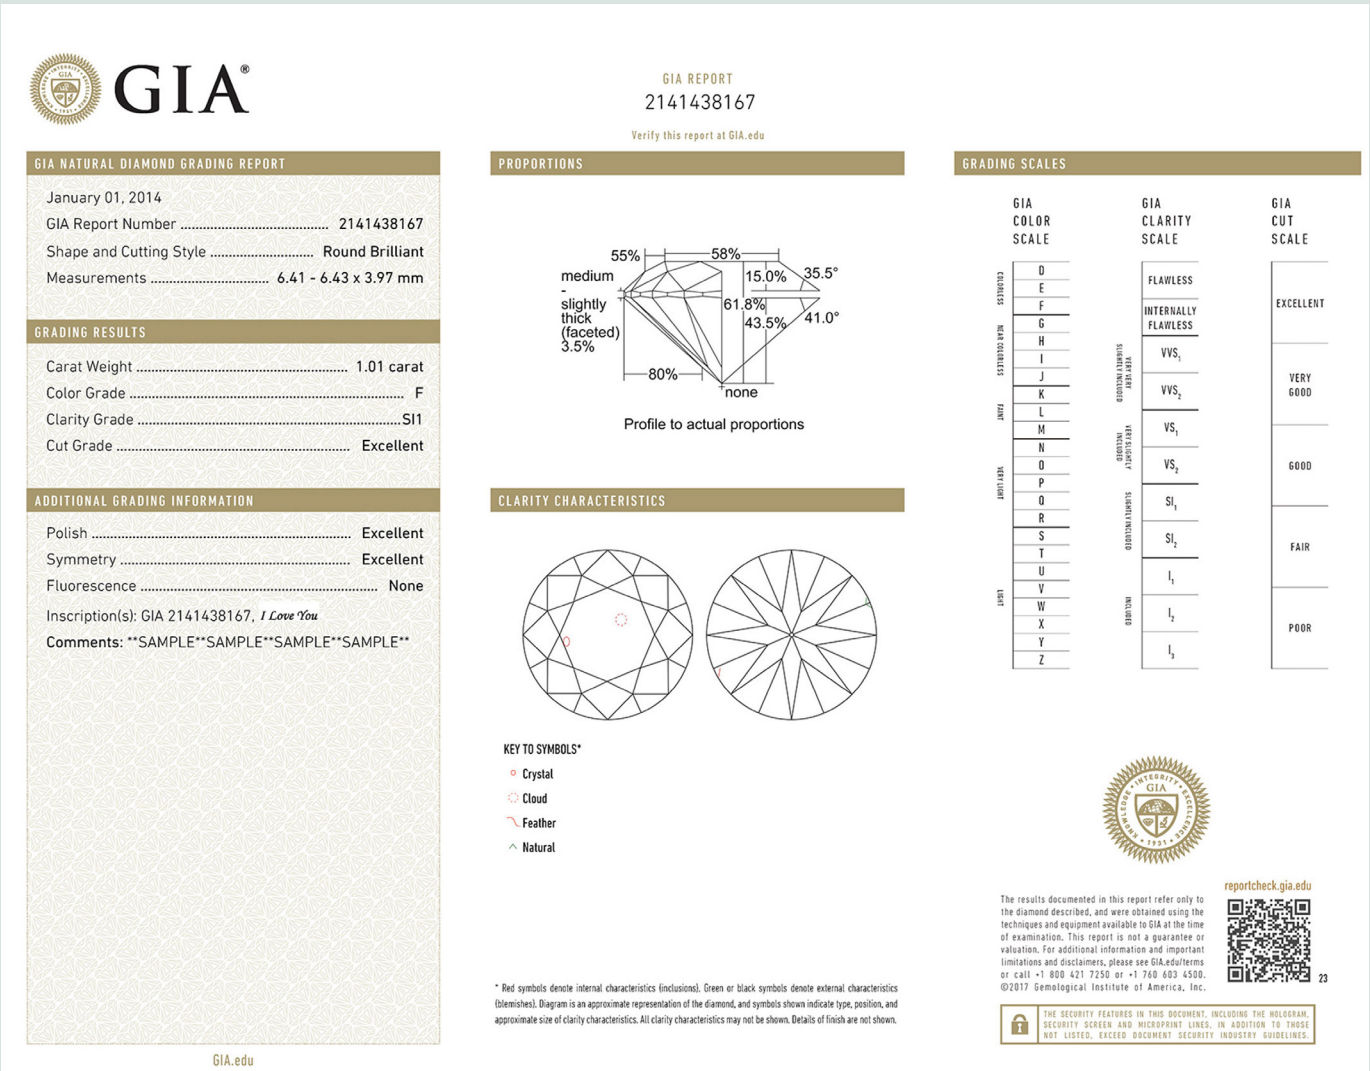 GIA®
GIA REPORT
2141438167
Verify this report at GIA.edu
GIA NATURAL DIAMOND GRADING REPORT
January 01, 2014
GIA Report Number ..................................... 2141438167
Shape and Cutting Style .......................... Round Brilliant
Measurements .............................. 6.41 - 6.43 x 3.97 mm
GRADING RESULTS
Carat Weight ..................................................... 1.01 carat
Color Grade ..................................................................... F
Clarity Grade ..................................................................SI1
Cut Grade .......................................................... Excellent
ADDITIONAL GRADING INFORMATION
Polish ................................................................. Excellent
Symmetry .......................................................... Excellent
Fluorescence ............................................................ None
Inscription(s): GIA 2141438167, I Love You
Comments: **SAMPLE**SAMPLE**SAMPLE**SAMPLE**
GIA.edu
PROPORTIONS
55%
58%
medium
-
slightly
thick
(faceted)
3.5%
15.0%
35.5°
61.8%
43.5%
41.0°
80%
none
Profile to actual proportions
CLARITY CHARACTERISTICS
KEY TO SYMBOLS*
Crystal
Cloud
Feather
Natural
* Red symbols denote internal characteristics (inclusions). Green or black symbols denote external characteristics
(blemishes). Diagram is an approximate representation of the diamond, and symbols shown indicate type, position, and
approximate size of clarity characteristics. All clarity characteristics may not be shown. Details of finish are not shown.
GRADING SCALES
GIA
COLOR
SCALE
COLORLESS
D
E
F
NEAR COLORLESS
G
H
I
J
FAINT
K
L
M
VERY LIGHT
N
O
P
Q
R
LIGHT
S
T
U
V
W
X
Y
Z
GIA
CLARITY
SCALE
FLAWLESS
INTERNALLY
FLAWLESS
VERY VERY
SLIGHTLY INCLUDED
VVS1
VVS2
VERY SLIGHTLY
INCLUDED
VS1
VS2
SLIGHTLY INCLUDED
SI1
SI2
INCLUDED
I1
I2
I3
GIA
CUT
SCALE
EXCELLENT
VERY
GOOD
GOOD
FAIR
POOR
KNOWLEDGE • INTEGRITY • EXCELLENCE
GIA
• 1931 •
reportcheck.gia.edu
The results documented in this report refer only to
the diamond described, and were obtained using the
techniques and equipment available to GIA at the time
of examination. This report is not a guarantee or
valuation. For additional information and important
limitations and disclaimers, please see GIA.edu/terms
or call +1 800 421 7250 or +1 760 603 4500.
©2017 Gemological Institute of America, Inc.
23
THE SECURITY FEATURES IN THIS DOCUMENT, INCLUDING THE HOLOGRAM,
SECURITY SCREEN AND MICROPRINT LINES, IN ADDITION TO THOSE
NOT LISTED, EXCEED DOCUMENT SECURITY INDUSTRY GUIDELINES.